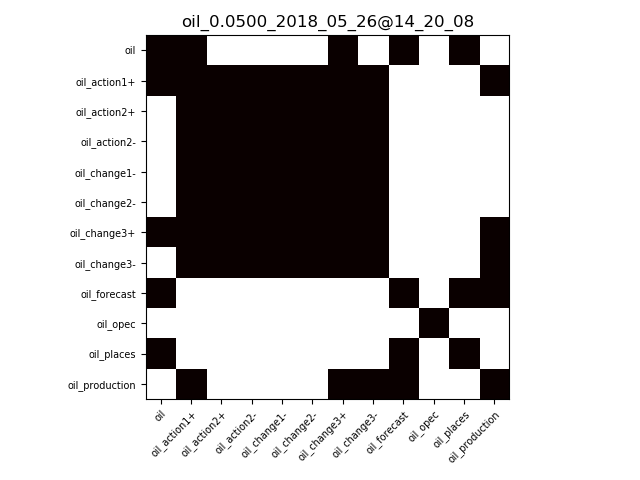 oil_0.0500_2018_05_26@14_20_08
oil
oil_action1+
oil_action2+
oil_action2-
oil_change1-
oil_change2-
oil_change3+
oil_change3-
oil_forecast
oil_opec
oil_places
oil_production
oil
oil_action1+
oil_action2+
oil_action2-
oil_change1-
oil_change2-
oil_change3+
oil_change3-
oil_forecast
oil_opec
oil_places
oil_production